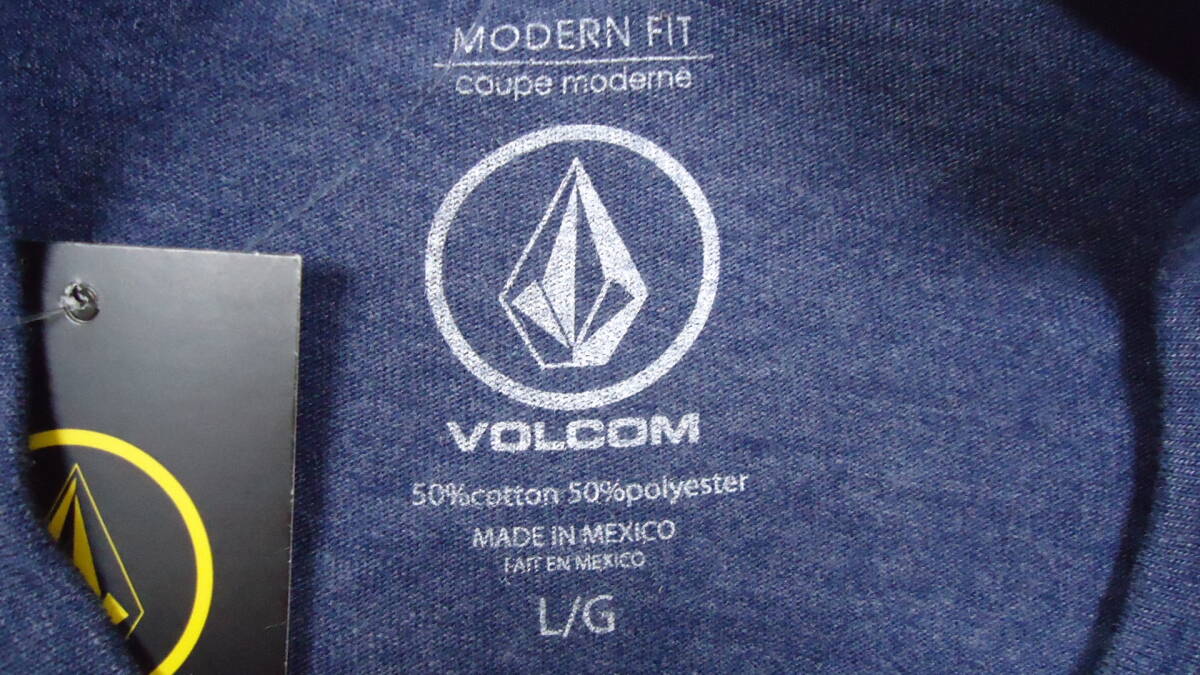 MODERN FIT
coupe moderne
VOLCOM
50%cotton 50%polyester
MADE IN MEXICO
FAIT EN MEXICO
L/G